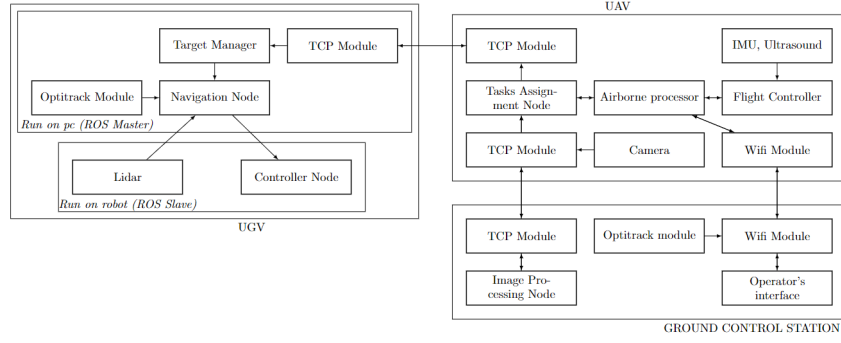 UAV
Target Manager
TCP Module
Optitrack Module
Navigation Node
Run on pc (ROS Master)
Lidar
Controller Node
Run on robot (ROS Slave)
UGV
TCP Module
IMU, Ultrasound
Tasks Assign-
ment Node
Airborne processor
Flight Controller
TCP Module
Camera
Wifi Module
TCP Module
Optitrack module
Wifi Module
Image Pro-
cessing Node
Operator's
interface
GROUND CONTROL STATION